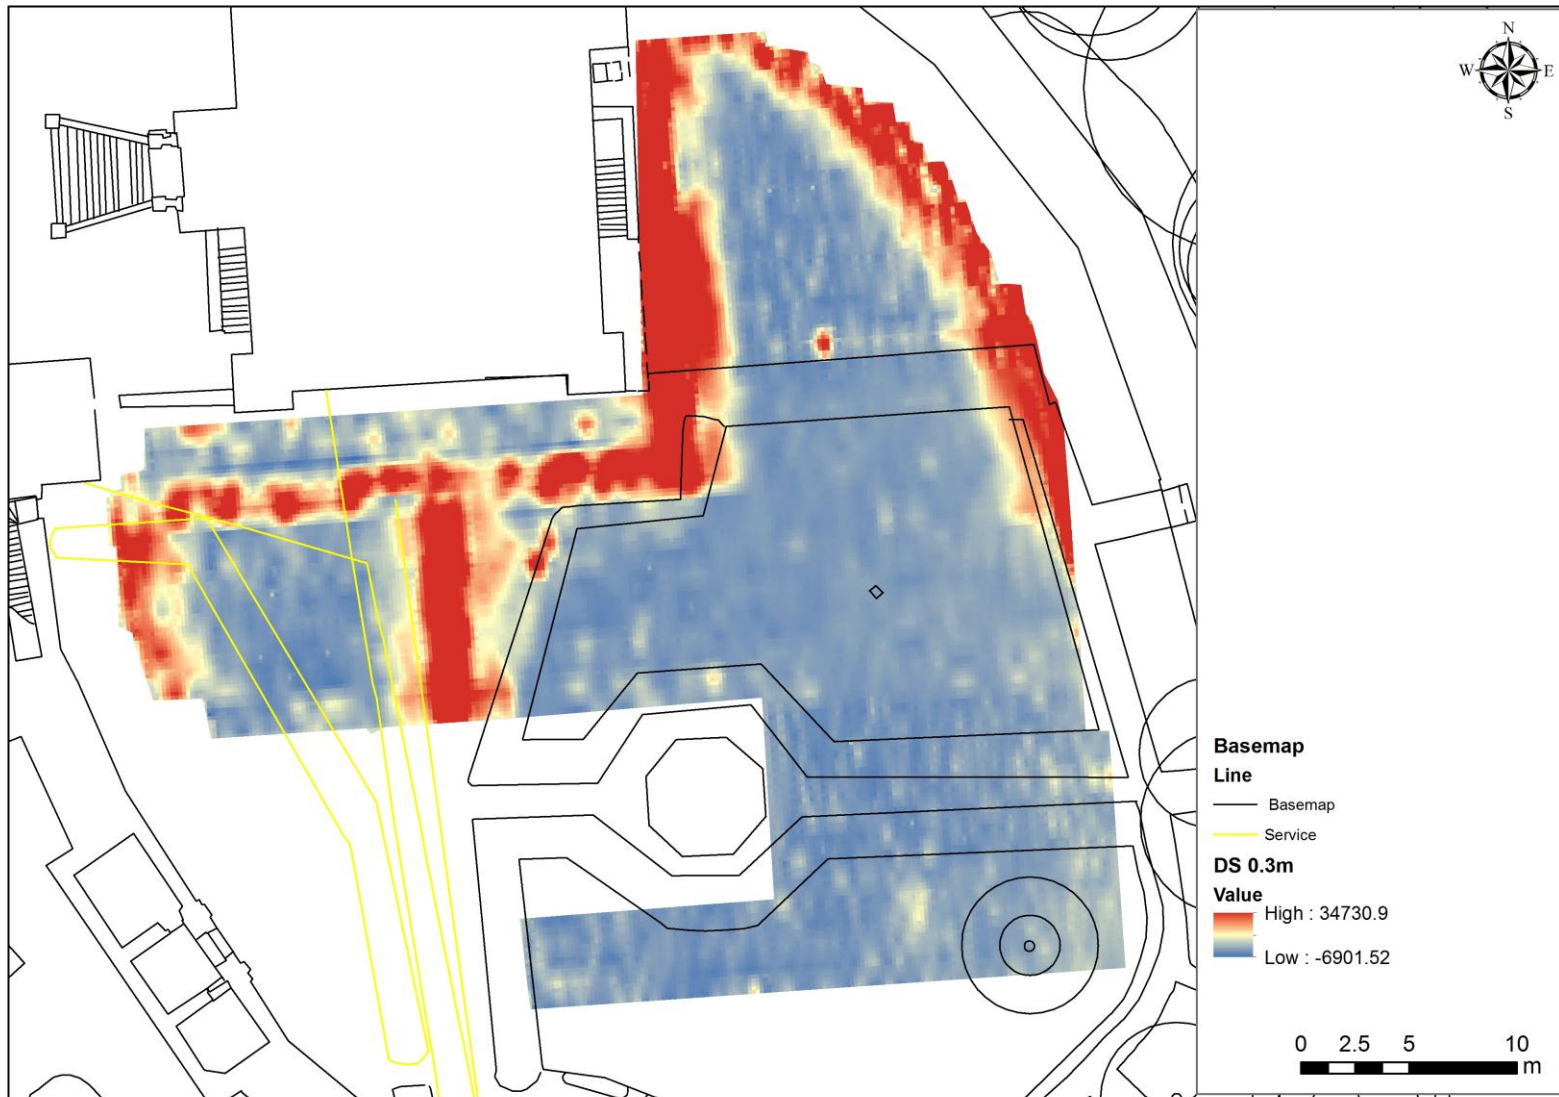 N
W E
S
Basemap
Line
Basemap
Service
DS 0.3m
Value
High : 34730.9
Low : -6901.52
0 2.5 5 10
m